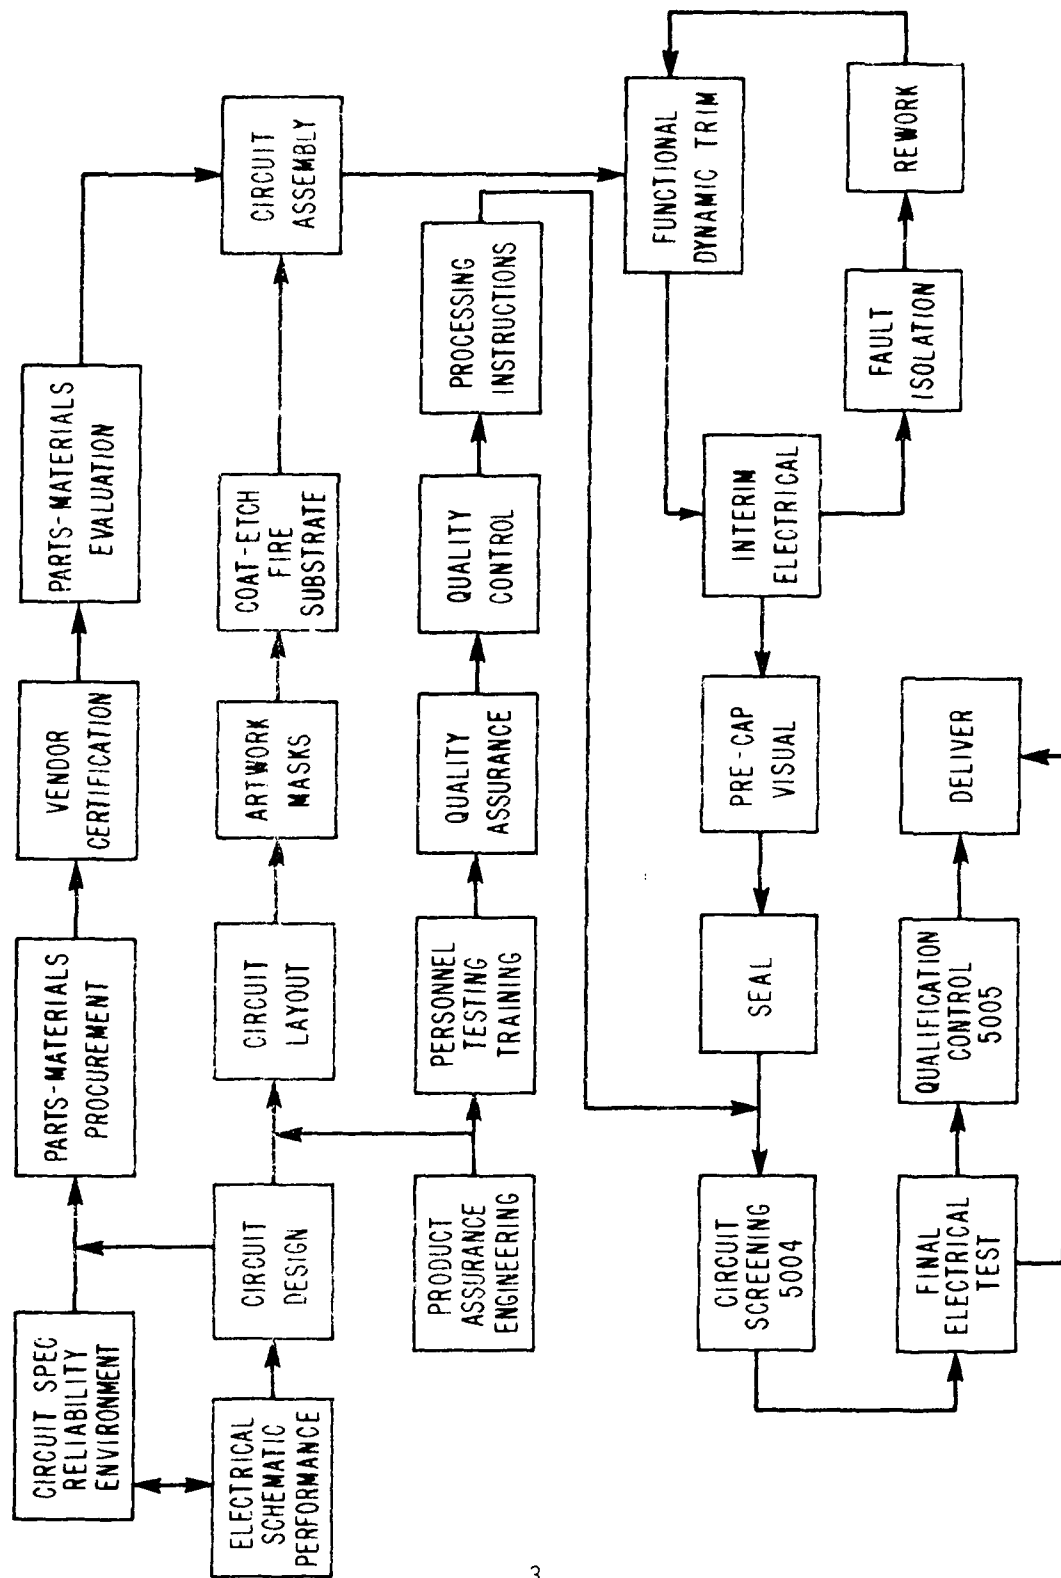 CIRCUIT SPEC
RELIABILITY
ENVIRONMENT
PARTS-MATERIALS
PROCUREMENT
VENDOR
CERTIFICATION
PARTS-MATERIALS
EVALUATION
ELECTRICAL
SCHEMATIC
PERFORMANCE
CIRCUIT
DESIGN
CIRCUIT
LAYOUT
ARTWORK
MASKS
COAT-ETCH
FIRE
SUBSTRATE
CIRCUIT
ASSEMBLY
PRODUCT
ASSURANCE
ENGINEERING
PERSONNEL
TESTING
TRAINING
QUALITY
ASSURANCE
QUALITY
CONTROL
PROCESSING
INSTRUCTIONS
FUNCTIONAL
DYNAMIC TRIM
CIRCUIT
SCREENING
5004
SEAL
PRE-CAP
VISUAL
INTERIM
ELECTRICAL
FAULT
ISOLATION
REWORK
FINAL
ELECTRICAL
TEST
QUALIFICATION
CONTROL
5005
DELIVER
3